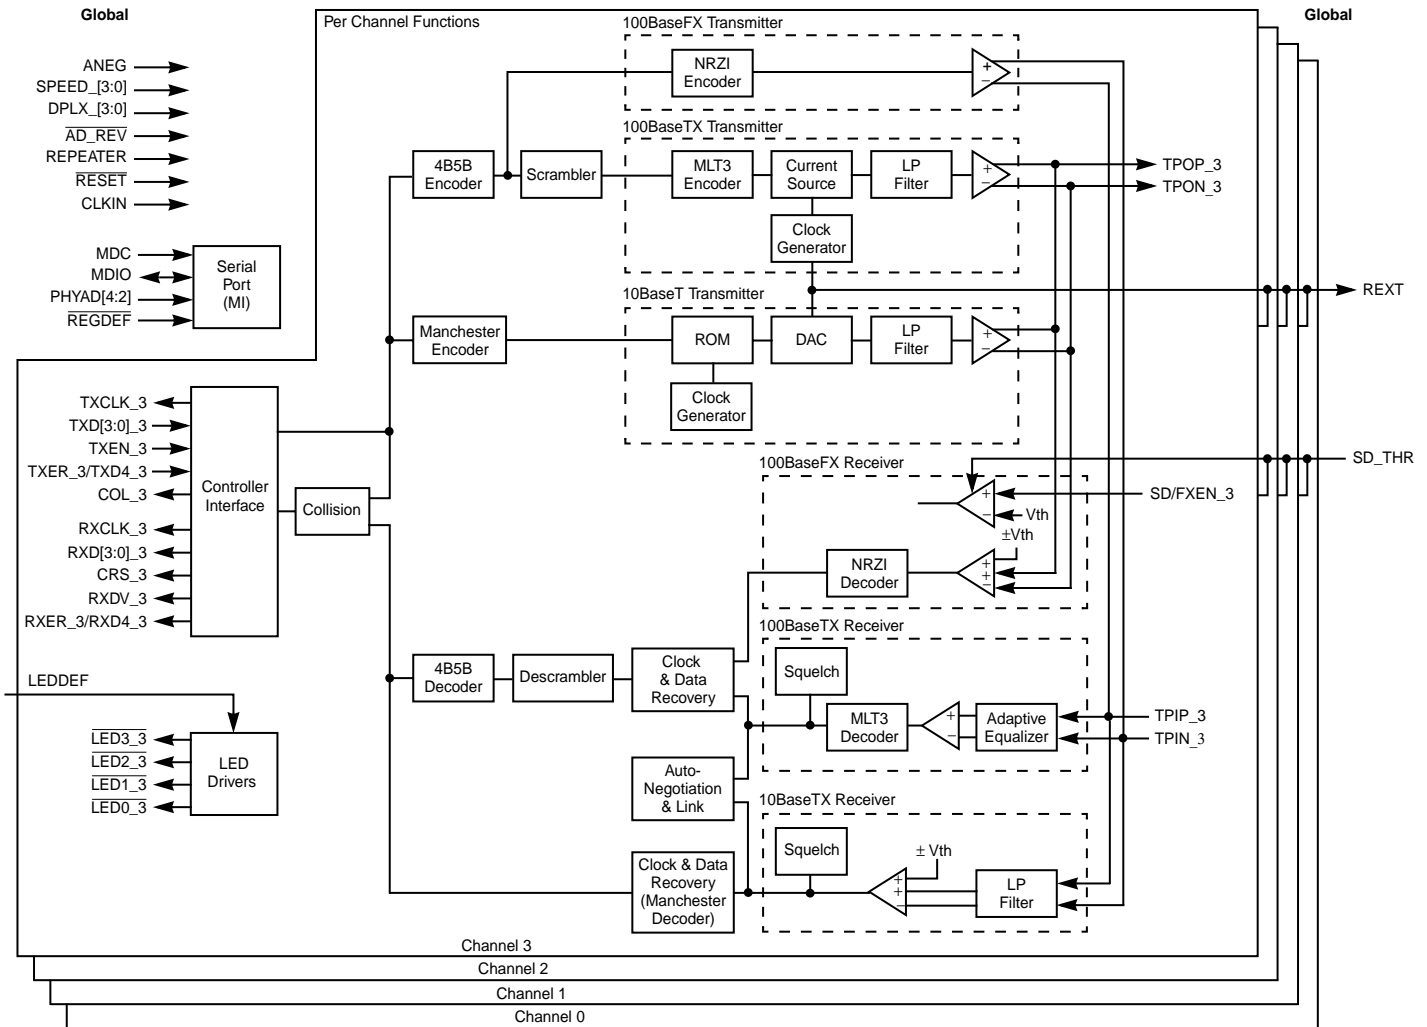 Global
Global
Per Channel Functions
ANEG
SPEED_[3:0]
DPLX_[3:0]
AD_REV
REPEATER
RESET
CLKIN
MDC
MDIO
PHYAD[4:2]
REGDEF
Serial
Port
(MI)
100BaseFX Transmitter
NRZI
Encoder
+
−
100BaseTX Transmitter
4B5B
Encoder
Scrambler
MLT3
Encoder
Current
Source
LP
Filter
+
−
Clock
Generator
TPOP_3
TPON_3
REXT
10BaseT Transmitter
Manchester
Encoder
ROM
DAC
LP
Filter
+
−
Clock
Generator
TXCLK_3
TXD[3:0]_3
TXEN_3
TXER_3/TXD4_3
COL_3
RXCLK_3
RXD[3:0]_3
CRS_3
RXDV_3
RXER_3/RXD4_3
Controller
Interface
Collision
100BaseFX Receiver
SD_THR
+
−
SD/FXEN_3
Vth
±Vth
NRZI
Decoder
+
+
−
100BaseTX Receiver
4B5B
Decoder
Descrambler
Clock
& Data
Recovery
Squelch
MLT3
Decoder
+
−
Adaptive
Equalizer
TPIP_3
TPIN_3
LEDDEF
LED3_3
LED2_3
LED1_3
LED0_3
LED
Drivers
Auto-
Negotiation
& Link
10BaseTX Receiver
Clock & Data
Recovery
(Manchester
Decoder)
Squelch
± Vth
+
+
−
LP
Filter
Channel 3
Channel 2
Channel 1
Channel 0